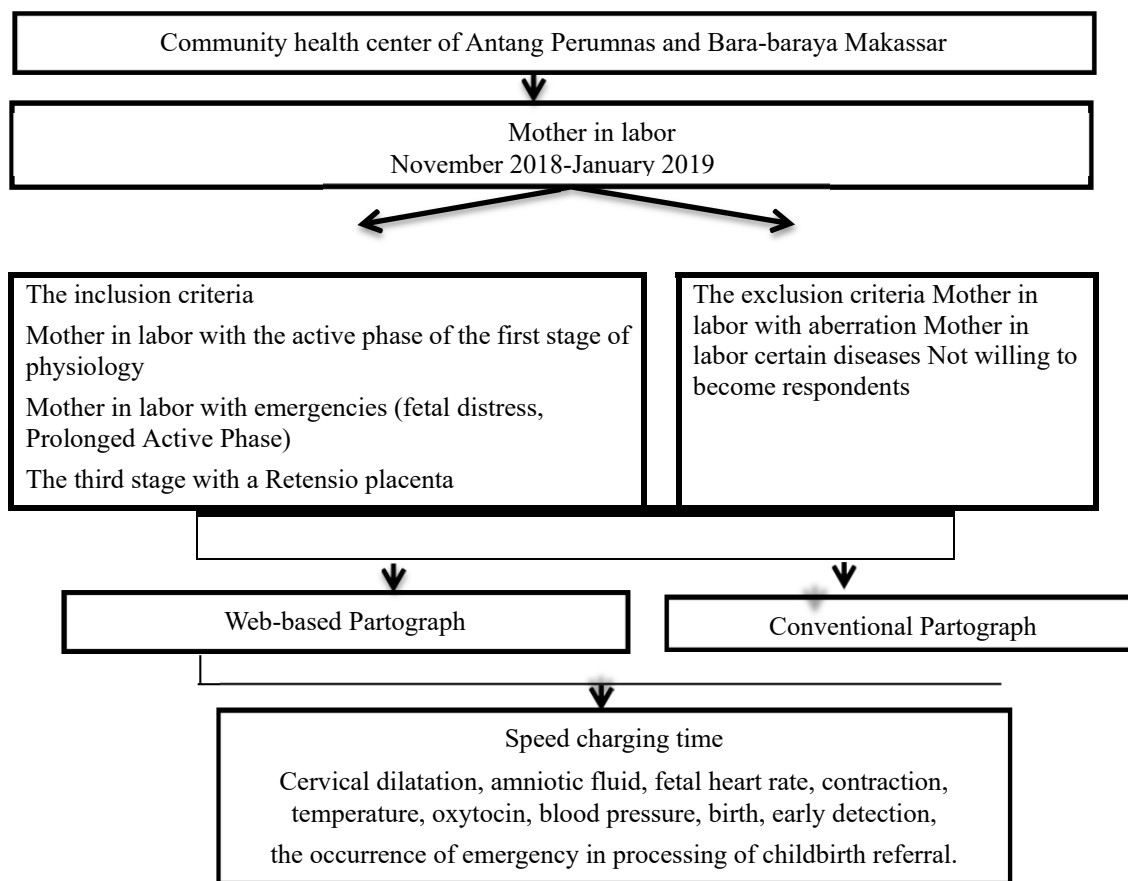 Community health center of Antang Perumnas and Bara-baraya Makassar
Mother in labor
November 2018-January 2019
The inclusion criteria
Mother in labor with the active phase of the first stage of
physiology
Mother in labor with emergencies (fetal distress,
Prolonged Active Phase)
The third stage with a Retensio placenta
The exclusion criteria Mother in
labor with aberration Mother in
labor certain diseases Not willing to
become respondents
Web-based Partograph
Conventional Partograph
Speed charging time
Cervical dilatation, amniotic fluid, fetal heart rate, contraction,
temperature, oxytocin, blood pressure, birth, early detection,
the occurrence of emergency in processing of childbirth referral.